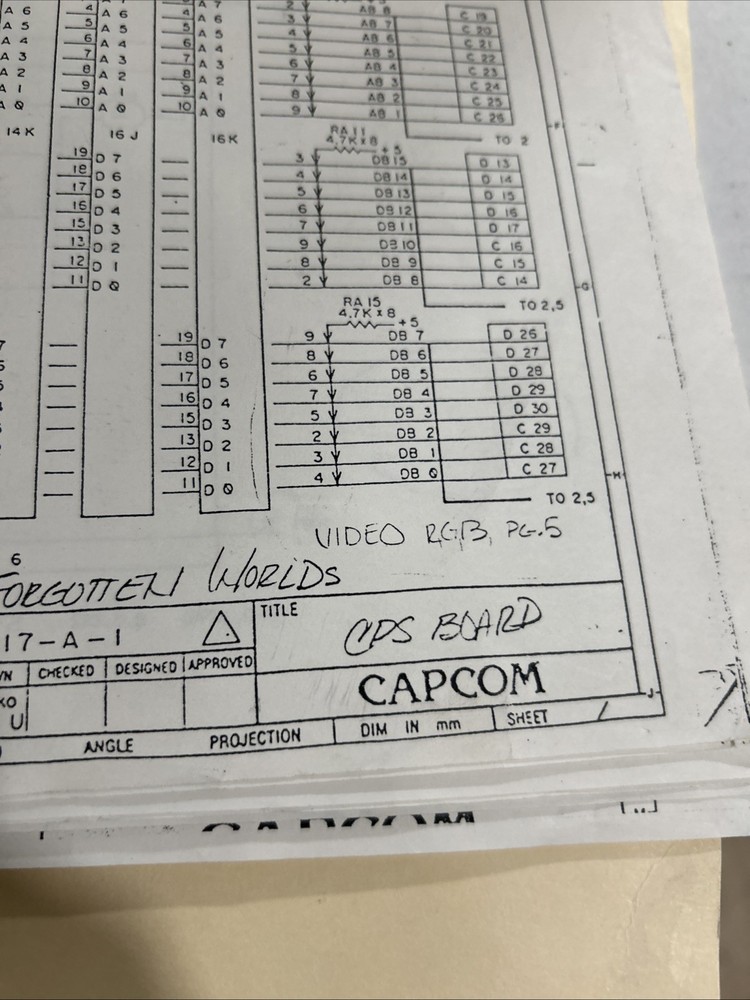 A 6 4 A 7 4 A 7 2 AB 8
A 5 5 A 6 5 A 6 3 AB 7 C 19
A 4 6 A 5 6 A 5 4 AB 6 C 20
A 3 7 A 4 7 A 4 5 AB 5 C 21
A 2 8 A 3 8 A 3 6 AB 4 C 22
A 1 9 A 2 9 A 2 7 AB 3 C 23
A 0 10 A 1 10 A 1 8 AB 2 C 24
A 0 A 0 9 AB 1 C 25
C 26
14K 16J 16K
TO 2
RA 11
4.7K x 8
+5
19 D 7 3 DB 15 D 13
18 D 6 4 DB 14 D 14
17 D 5 5 DB 13 D 15
16 D 4 6 DB 12 D 16
15 D 3 7 DB 11 D 17
13 D 2 9 DB 10 C 16
12 D 1 8 DB 9 C 15
11 D 0 2 DB 8 C 14
TO 2,5
RA 15
4.7K x 8
+5
19 D 7 9 DB 7 D 26
18 D 6 8 DB 6 D 27
17 D 5 6 DB 5 D 28
16 D 4 7 DB 4 D 29
15 D 3 5 DB 3 D 30
13 D 2 2 DB 2 C 29
12 D 1 3 DB 1 C 28
11 D 0 4 DB 0 C 27
TO 2,5
F
G
H
J
VIDEO RGB, PG.5
6
FORGOTTEN WORLDS
17-A-1
TITLE
CPS BOARD
CHECKED DESIGNED APPROVED
CAPCOM
ANGLE PROJECTION DIM IN mm SHEET 1